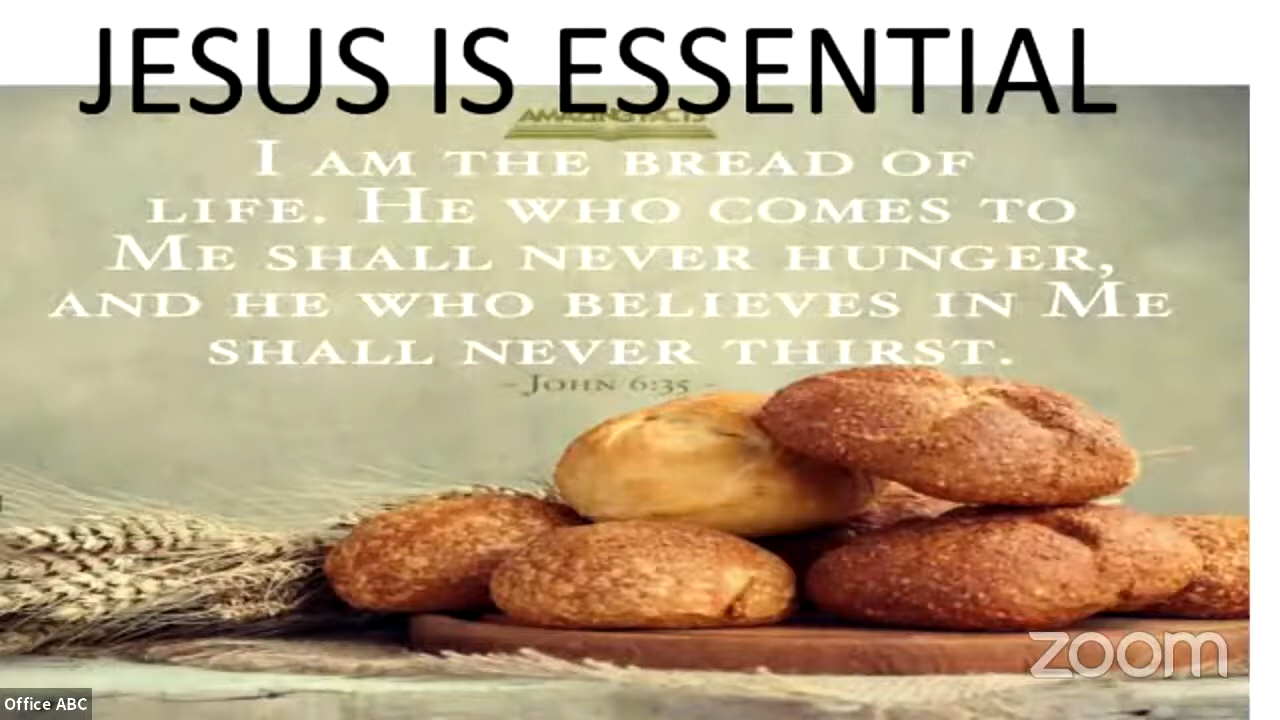 JESUS IS ESSENTIAL
AMAZING FACTS
I AM THE BREAD OF
LIFE. HE WHO COMES TO
ME SHALL NEVER HUNGER,
AND HE WHO BELIEVES IN ME
SHALL NEVER THIRST.
- JOHN 6:35 -
zoom
Office ABC